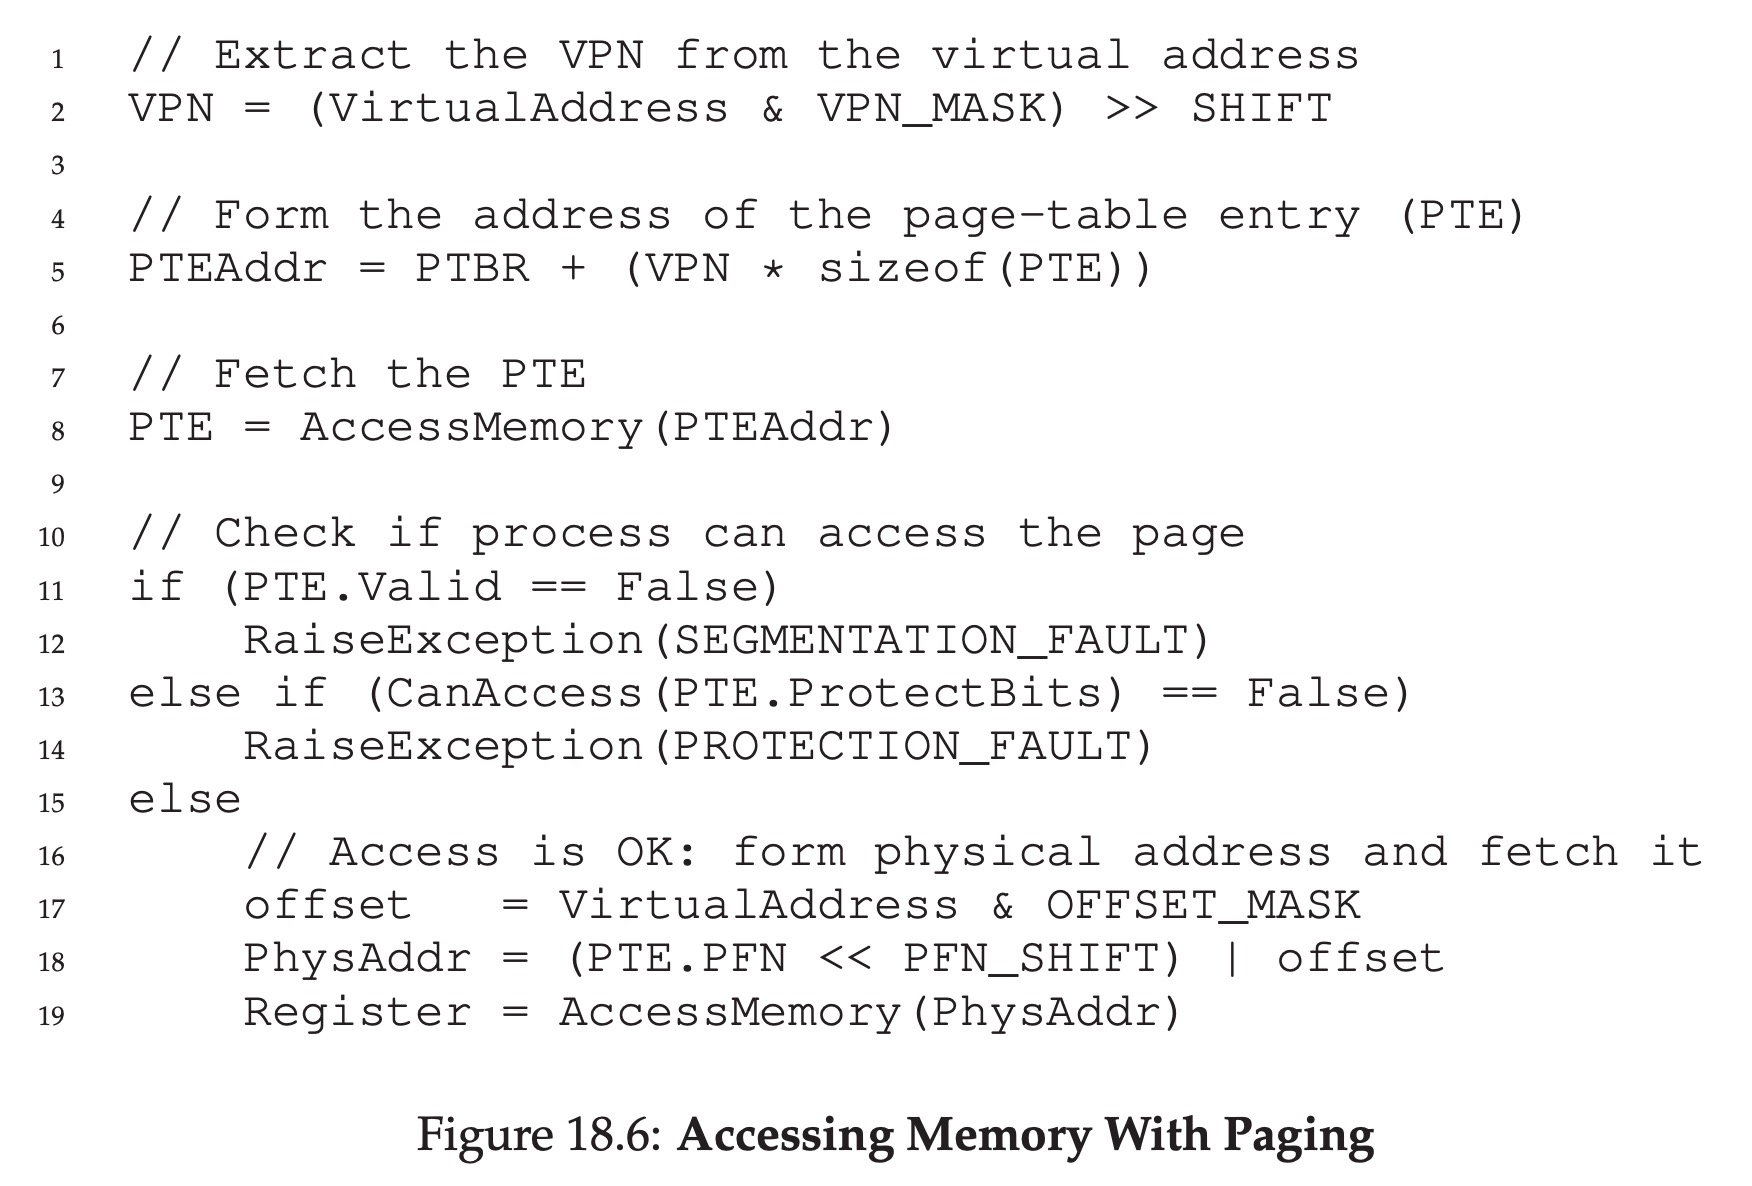 1 // Extract the VPN from the virtual address
2 VPN = (VirtualAddress & VPN_MASK) >> SHIFT
3
4 // Form the address of the page-table entry (PTE)
5 PTEAddr = PTBR + (VPN * sizeof(PTE))
6
7 // Fetch the PTE
8 PTE = AccessMemory(PTEAddr)
9
10 // Check if process can access the page
11 if (PTE.Valid == False)
12     RaiseException(SEGMENTATION_FAULT)
13 else if (CanAccess(PTE.ProtectBits) == False)
14     RaiseException(PROTECTION_FAULT)
15 else
16     // Access is OK: form physical address and fetch it
17     offset   = VirtualAddress & OFFSET_MASK
18     PhysAddr = (PTE.PFN << PFN_SHIFT) | offset
19     Register = AccessMemory(PhysAddr)
Figure 18.6: Accessing Memory With Paging